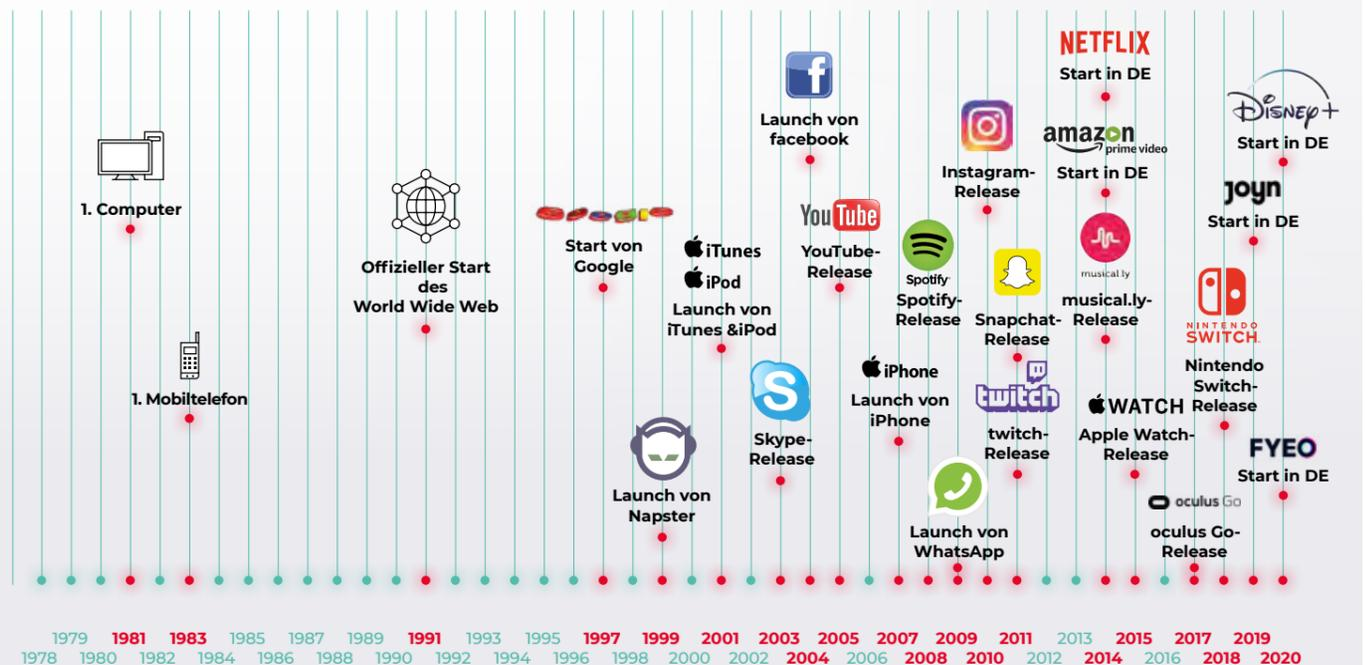 1. Computer
1. Mobiltelefon
Offizieller Start
des
World Wide Web
Start von
Google
Launch von
Napster
iTunes
iPod
Launch von
iTunes &iPod
Skype-
Release
Launch von
facebook
YouTube
YouTube-
Release
iPhone
Launch von
iPhone
Spotify
Spotify-
Release
Launch von
WhatsApp
Instagram-
Release
Snapchat-
Release
twitch
twitch-
Release
NETFLIX
Start in DE
amazon
prime video
Start in DE
musical.ly
musical.ly-
Release
WATCH
Apple Watch-
Release
oculus Go
oculus Go-
Release
NINTENDO
SWITCH
Nintendo
Switch-
Release
joyn
Start in DE
Disney+
Start in DE
FYEO
Start in DE
1979 1981 1983 1985 1987 1989 1991 1993 1995 1997 1999 2001 2003 2005 2007 2009 2011 2013 2015 2017 2019
1978 1980 1982 1984 1986 1988 1990 1992 1994 1996 1998 2000 2002 2004 2006 2008 2010 2012 2014 2016 2018 2020